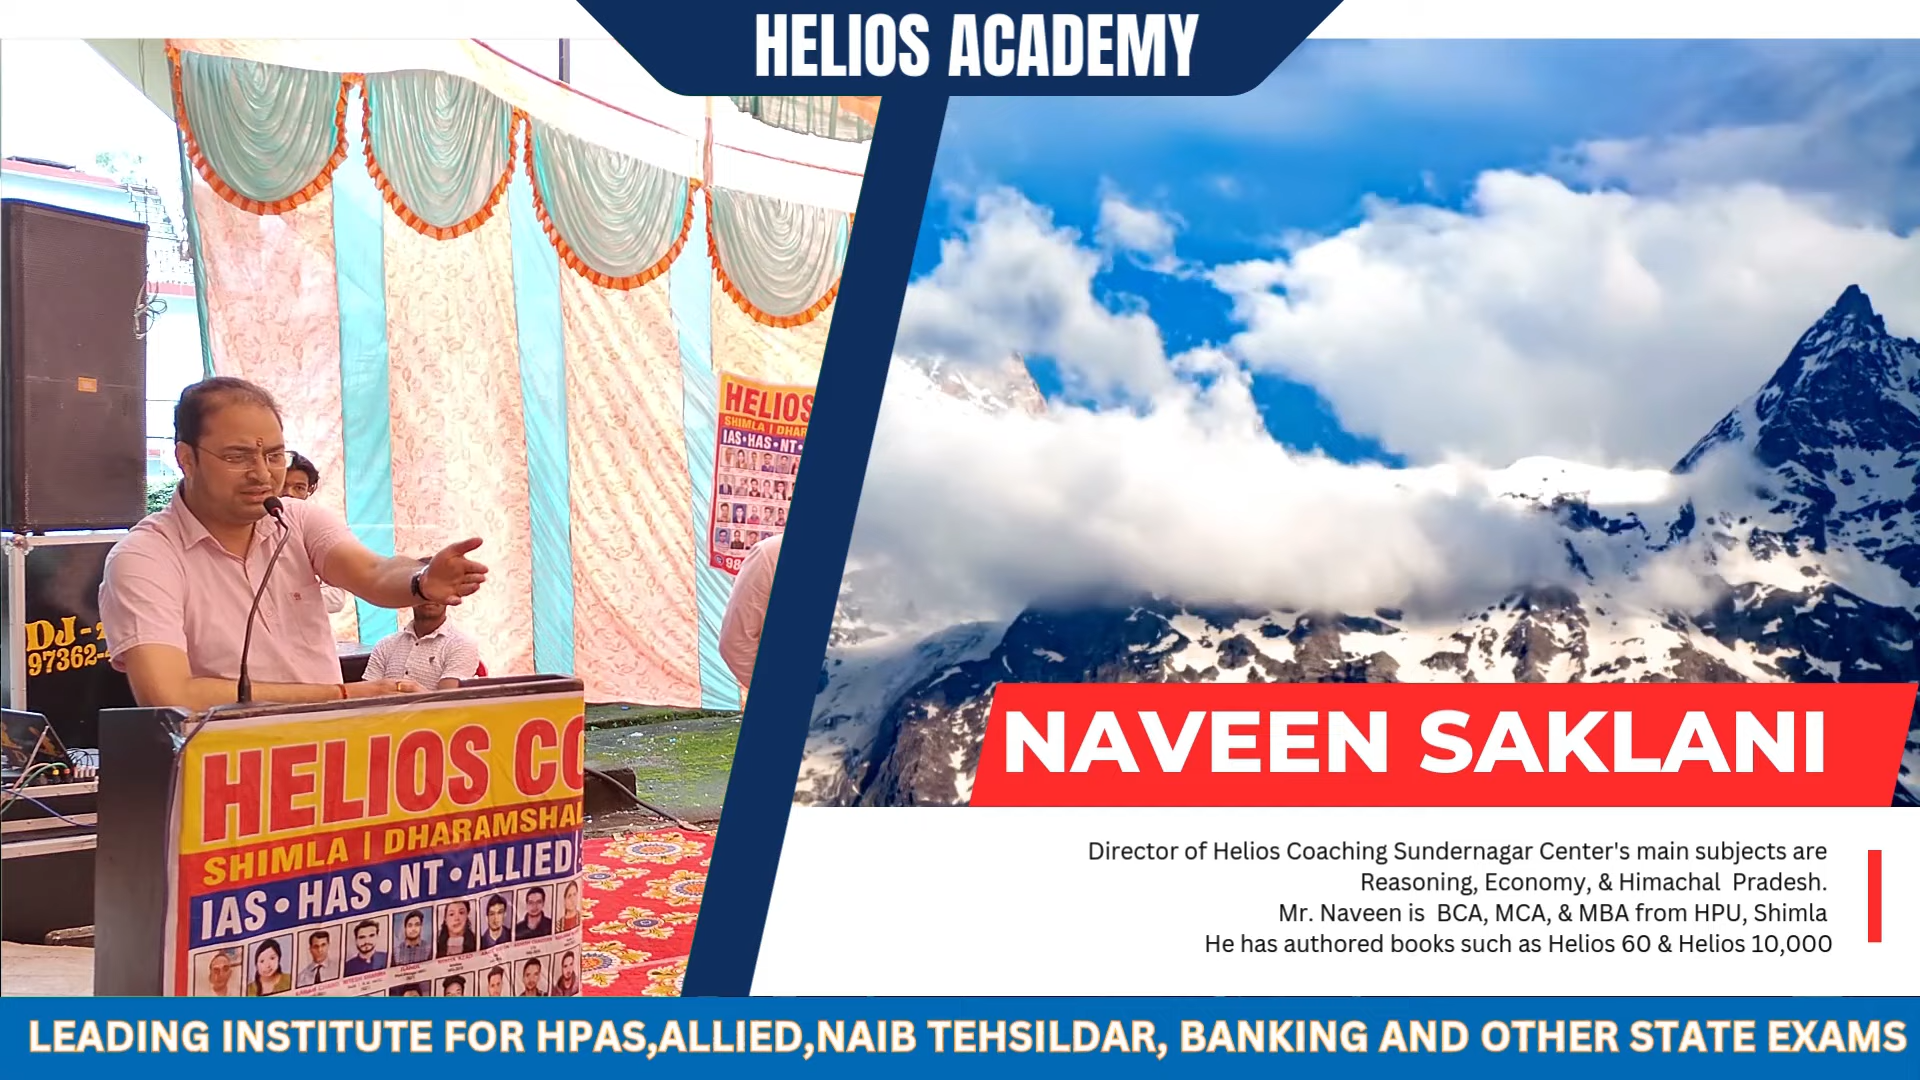 HELIOS ACADEMY
HELIOS
SHIMLA | DHAR
IAS•HAS•NT•
98
DJ-
97362-
HELIOS CO
SHIMLA | DHARAMSHAL
IAS•HAS•NT•ALLIED
NAVEEN SAKLANI
Director of Helios Coaching Sundernagar Center's main subjects are
Reasoning, Economy, & Himachal Pradesh.
Mr. Naveen is BCA, MCA, & MBA from HPU, Shimla
He has authored books such as Helios 60 & Helios 10,000
LEADING INSTITUTE FOR HPAS,ALLIED,NAIB TEHSILDAR, BANKING AND OTHER STATE EXAMS